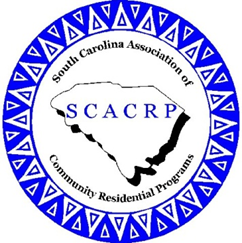 South Carolina Association of
SCACRP
Community Residential Programs